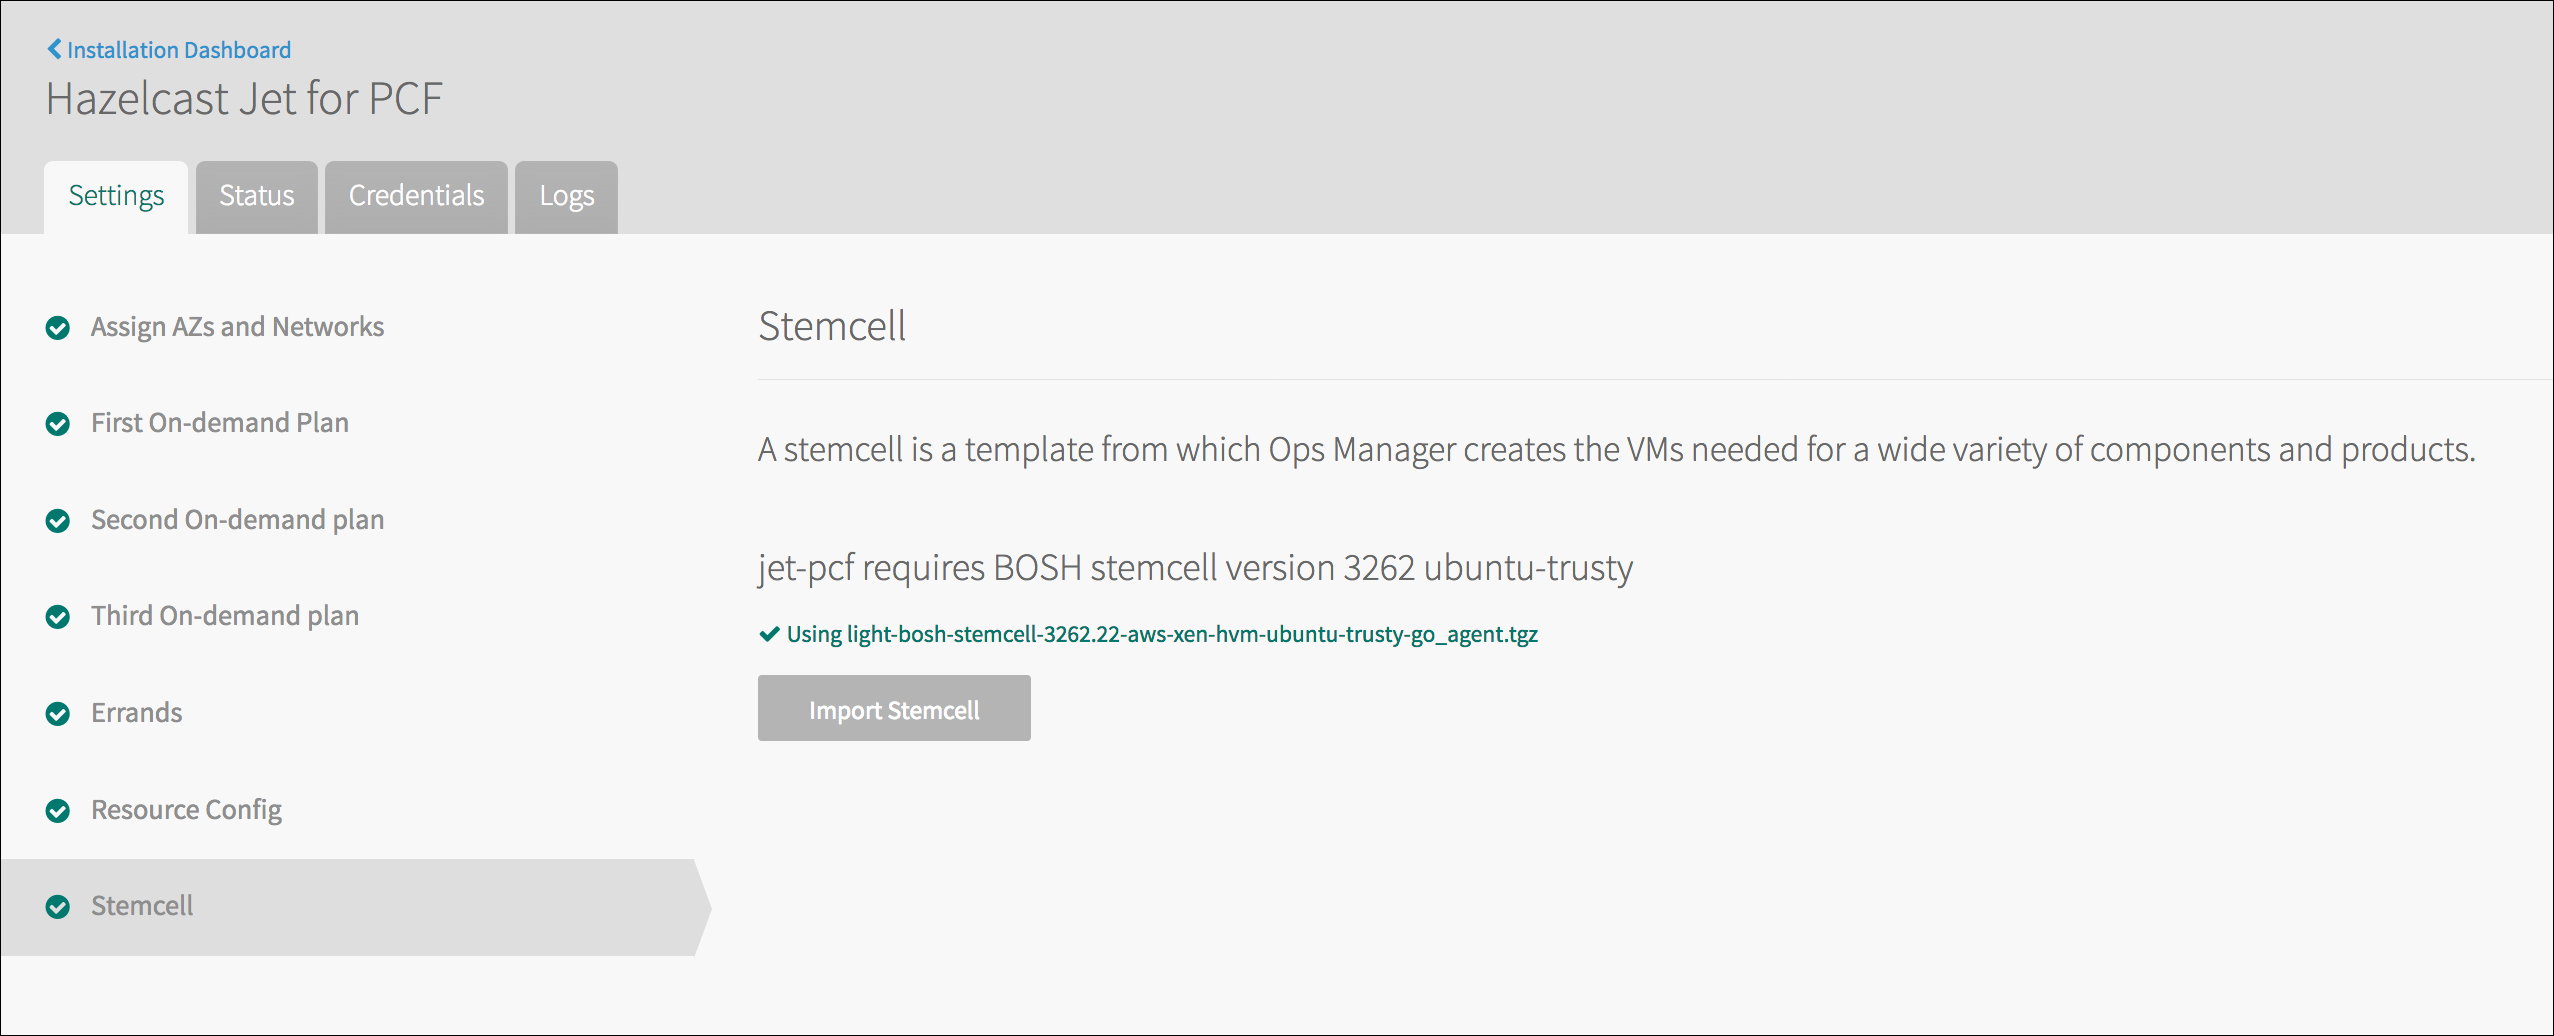 Installation Dashboard
Hazelcast Jet for PCF
Settings
Status
Credentials
Logs
Assign AZs and Networks
First On-demand Plan
Second On-demand plan
Third On-demand plan
Errands
Resource Config
Stemcell
Stemcell
A stemcell is a template from which Ops Manager creates the VMs needed for a wide variety of components and products.
jet-pcf requires BOSH stemcell version 3262 ubuntu-trusty
Using light-bosh-stemcell-3262.22-aws-xen-hvm-ubuntu-trusty-go_agent.tgz
Import Stemcell